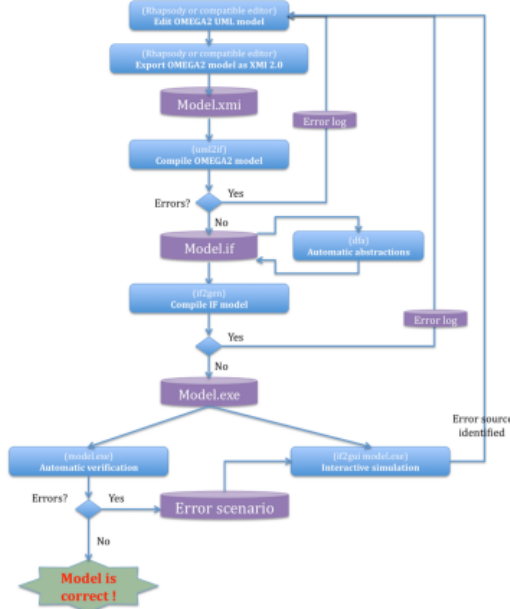 (Rhapsody or compatible editor)
Edit OMEGA2 UML model
(Rhapsody or compatible editor)
Export OMEGA2 model as XMI 2.0
Model.xmi
Error log
(uml2if)
Compile OMEGA2 model
Yes
Errors?
No
Model.if
(dfa)
Automatic abstractions
(if2gen)
Compile IF model
Error log
Yes
No
Model.exe
Error source
identified
(model.exe)
Automatic verification
(if2gui model.exe)
Interactive simulation
Errors?
Yes
Error scenario
No
Model is
correct !